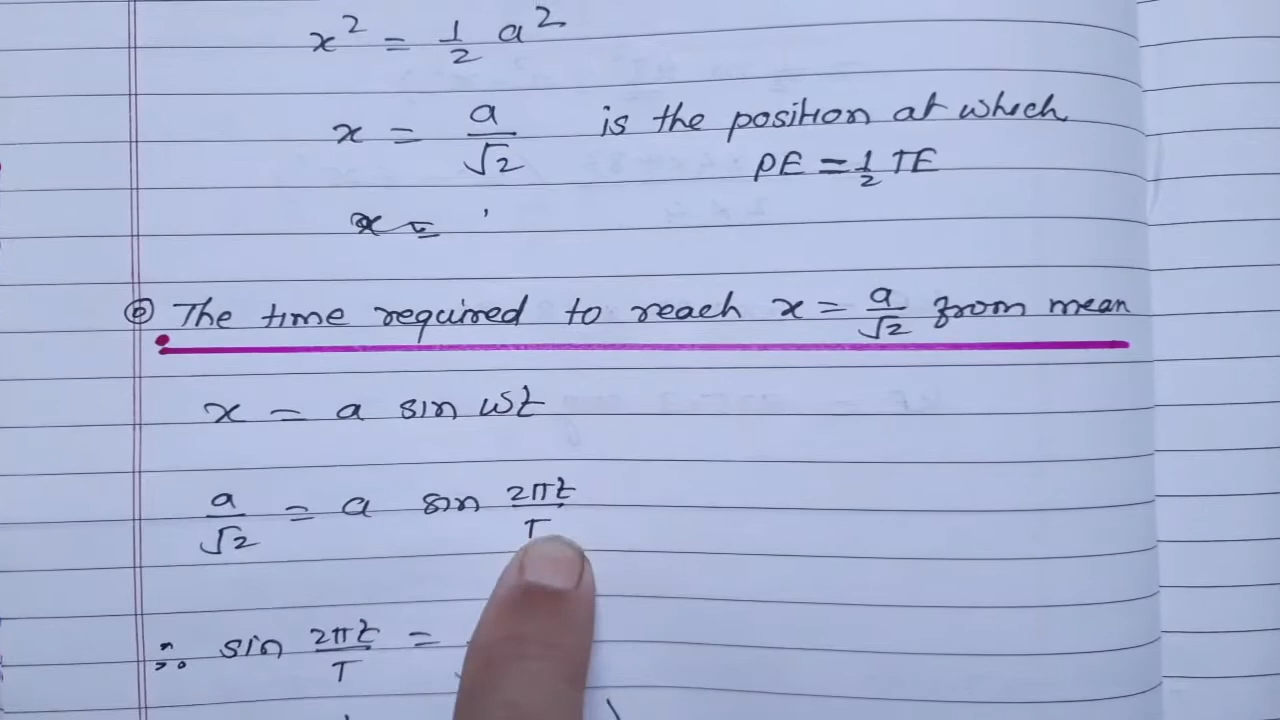 x² = 1/2 a²
x = a/√2 is the position at which
PE = 1/2 TE
x =
The time required to reach x = a/√2 from mean
x = a sin ωt
a/√2 = a sin 2πt/T
∴ sin 2πt/T =